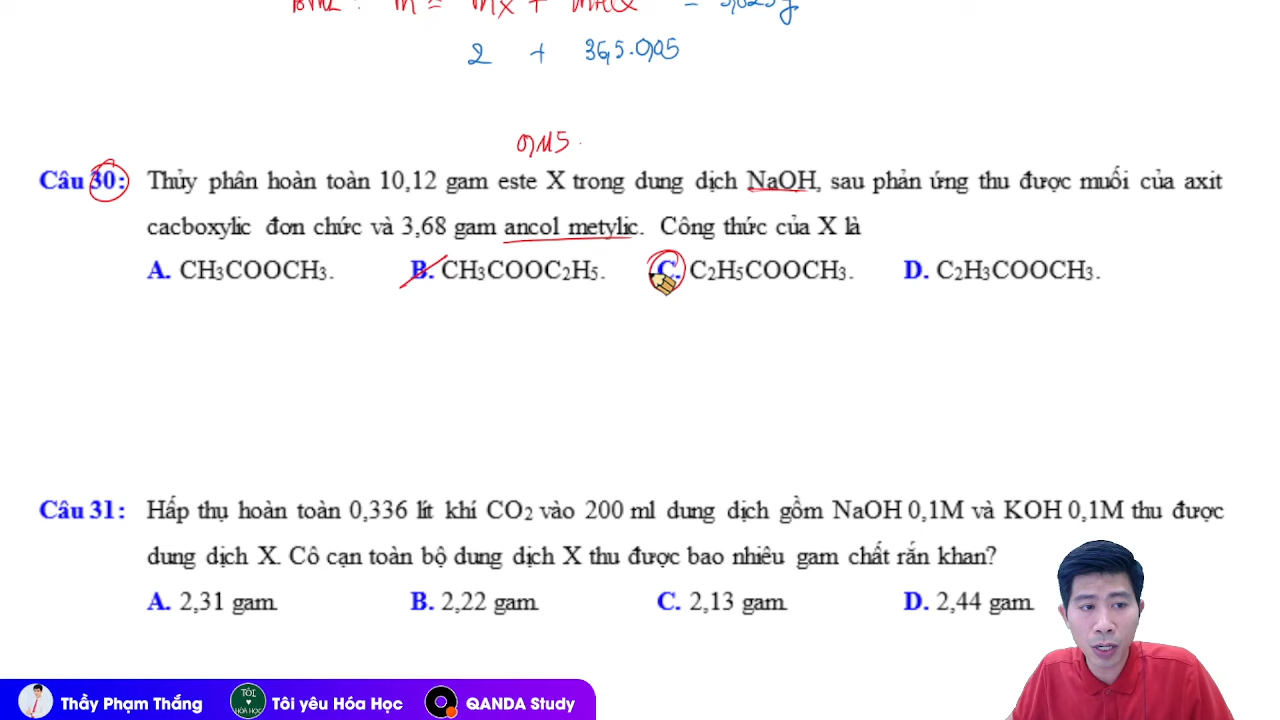 2 + 36,5.0,05
0,115
Câu 30: Thủy phân hoàn toàn 10,12 gam este X trong dung dịch NaOH, sau phản ứng thu được muối của axit
cacboxylic đơn chức và 3,68 gam ancol metylic. Công thức của X là
A. CH3COOCH3. B. CH3COOC2H5. C. C2H5COOCH3. D. C2H3COOCH3.
Câu 31: Hấp thụ hoàn toàn 0,336 lít khí CO2 vào 200 ml dung dịch gồm NaOH 0,1M và KOH 0,1M thu được
dung dịch X. Cô cạn toàn bộ dung dịch X thu được bao nhiêu gam chất rắn khan?
A. 2,31 gam. B. 2,22 gam. C. 2,13 gam. D. 2,44 gam.
Thầy Phạm Thắng TÔI HÓA HỌC Tôi yêu Hóa Học QANDA Study